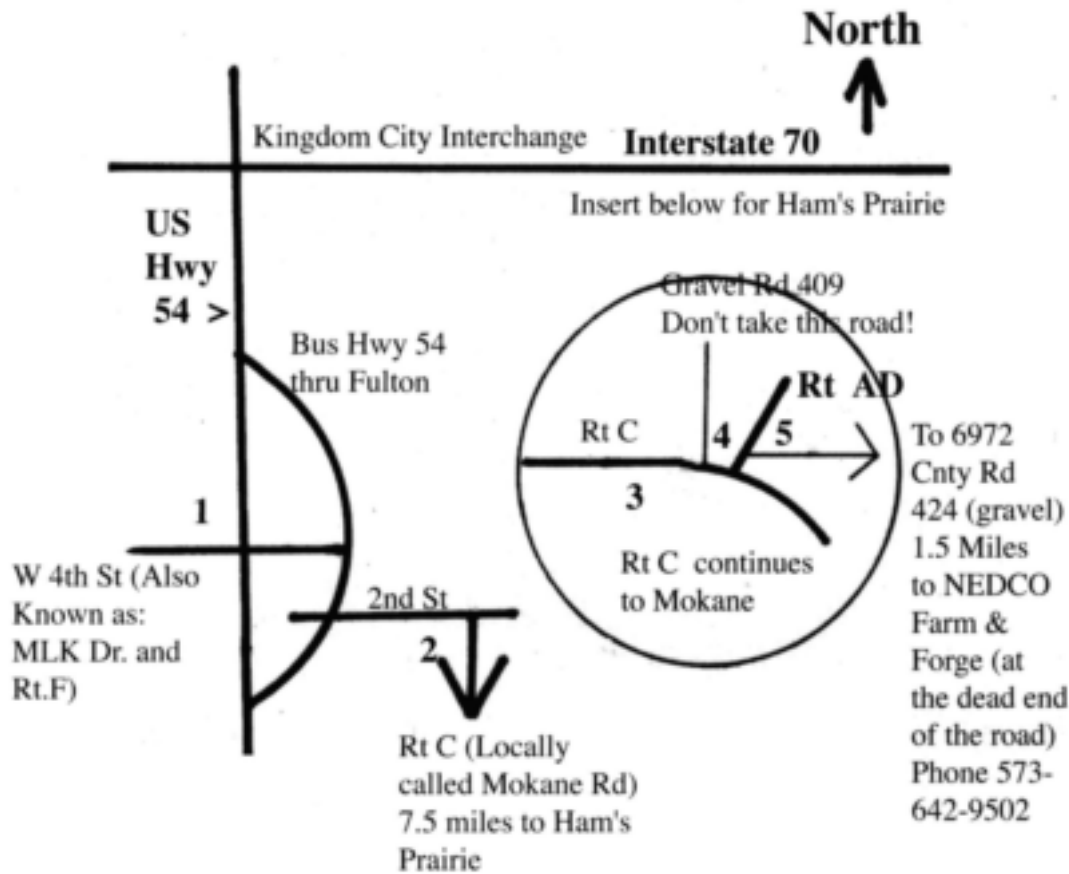 North
Kingdom City Interchange
Interstate 70
Insert below for Ham's Prairie
US
Hwy
54 >
Gravel Rd 409
Don't take this road!
Bus Hwy 54
thru Fulton
Rt AD
Rt C
4
5
3
1
To 6972
Cnty Rd
424 (gravel)
1.5 Miles
to NEDCO
Farm &
Forge (at
the dead end
of the road)
Phone 573-
642-9502
Rt C continues
to Mokane
W 4th St (Also
Known as:
MLK Dr. and
Rt.F)
2nd St
2
Rt C (Locally
called Mokane Rd)
7.5 miles to Ham's
Prairie